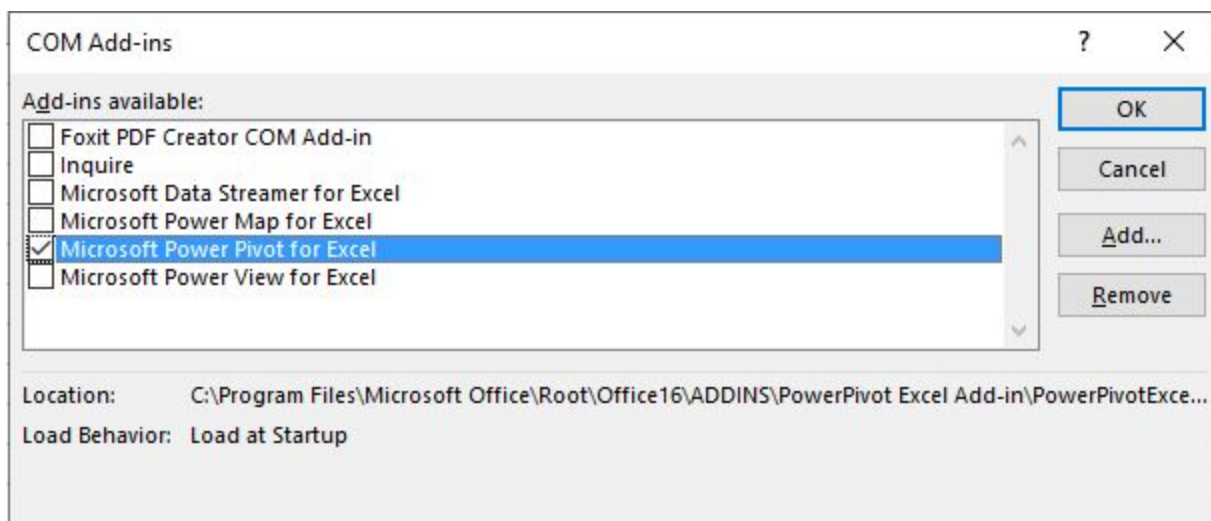 COM Add-ins
?
Add-ins available:
Foxit PDF Creator COM Add-in
Inquire
Microsoft Data Streamer for Excel
Microsoft Power Map for Excel
Microsoft Power Pivot for Excel
Microsoft Power View for Excel
OK
Cancel
Add...
Remove
Location: C:\Program Files\Microsoft Office\Root\Office16\ADDINS\PowerPivot Excel Add-in\PowerPivotExce...
Load Behavior: Load at Startup